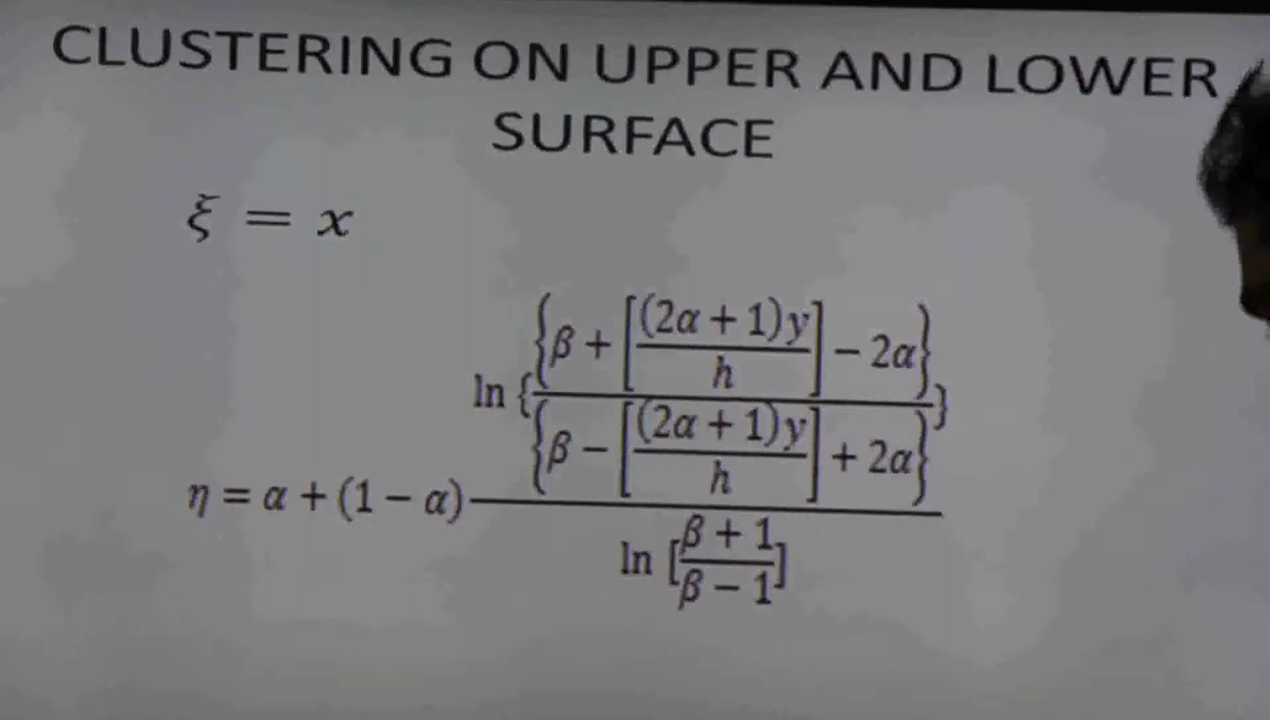 CLUSTERING ON UPPER AND LOWER
SURFACE
ξ = x
η = α + (1 − α) ln {{β + [(2α + 1)y / h] − 2α} / {β − [(2α + 1)y / h] + 2α}} / ln [β + 1 / β − 1]